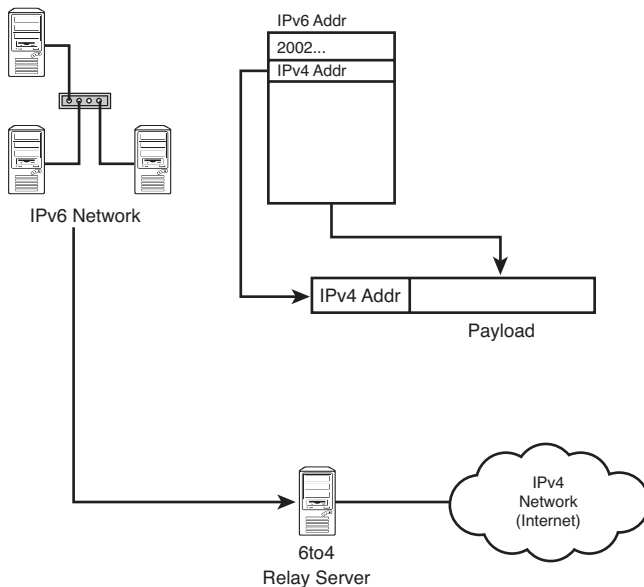 IPv6 Addr
2002...
IPv4 Addr
IPv6 Network
IPv4 Addr
Payload
IPv4
Network
(Internet)
6to4
Relay Server